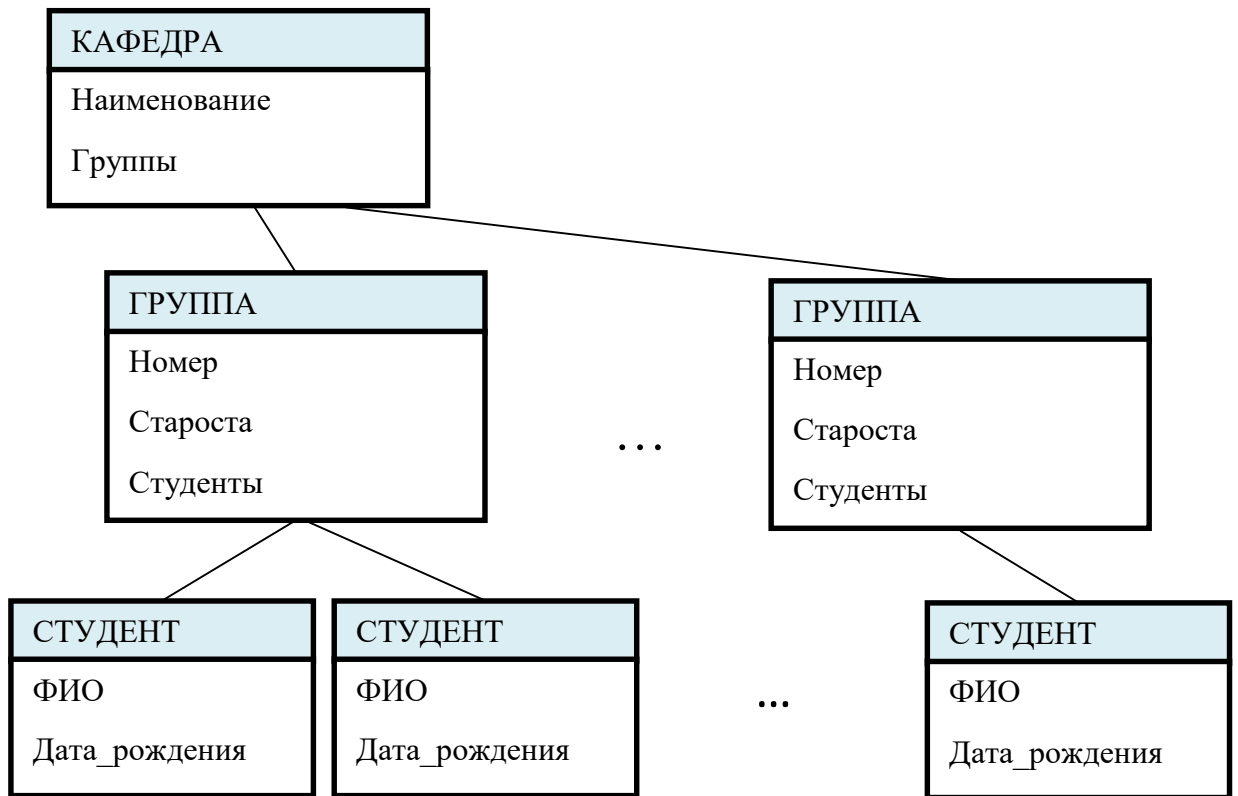 КАФЕДРА
Наименование
Группы
ГРУППА
Номер
Староста
Студенты
...
ГРУППА
Номер
Староста
Студенты
СТУДЕНТ
ФИО
Дата_рождения
СТУДЕНТ
ФИО
Дата_рождения
...
СТУДЕНТ
ФИО
Дата_рождения